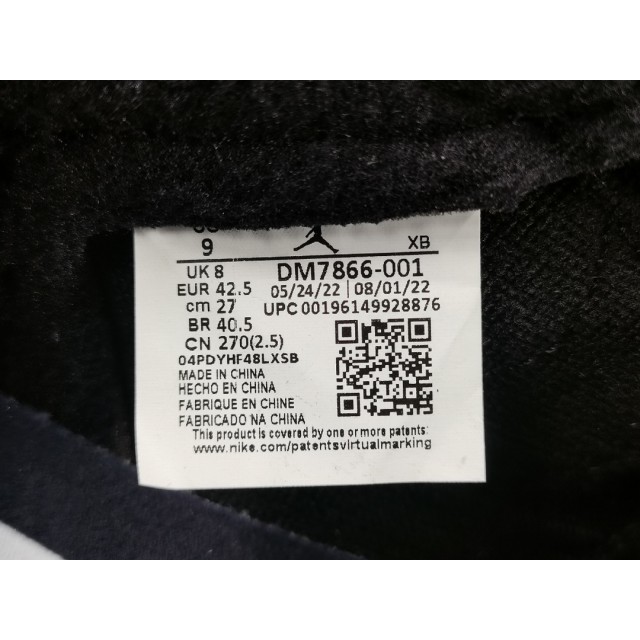 9
XB
UK 8
DM7866-001
EUR 42.5
05/24/22 | 08/01/22
cm 27
UPC 00196149928876
BR 40.5
CN 270(2.5)
04PDYHF48LXSB
MADE IN CHINA
HECHO EN CHINA
FABRIQUE EN CHINE
FABRICADO NA CHINA
This product is covered by one or more patents:
www.nike.com/patentsvirtualmarking